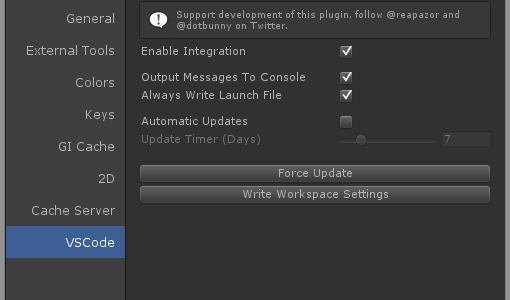 General
External Tools
Colors
Keys
GI Cache
2D
Cache Server
VSCode
Support development of this plugin, follow @reapazor and
@dotbunny on Twitter.
Enable Integration
Output Messages To Console
Always Write Launch File
Automatic Updates
Update Timer (Days) 7
Force Update
Write Workspace Settings